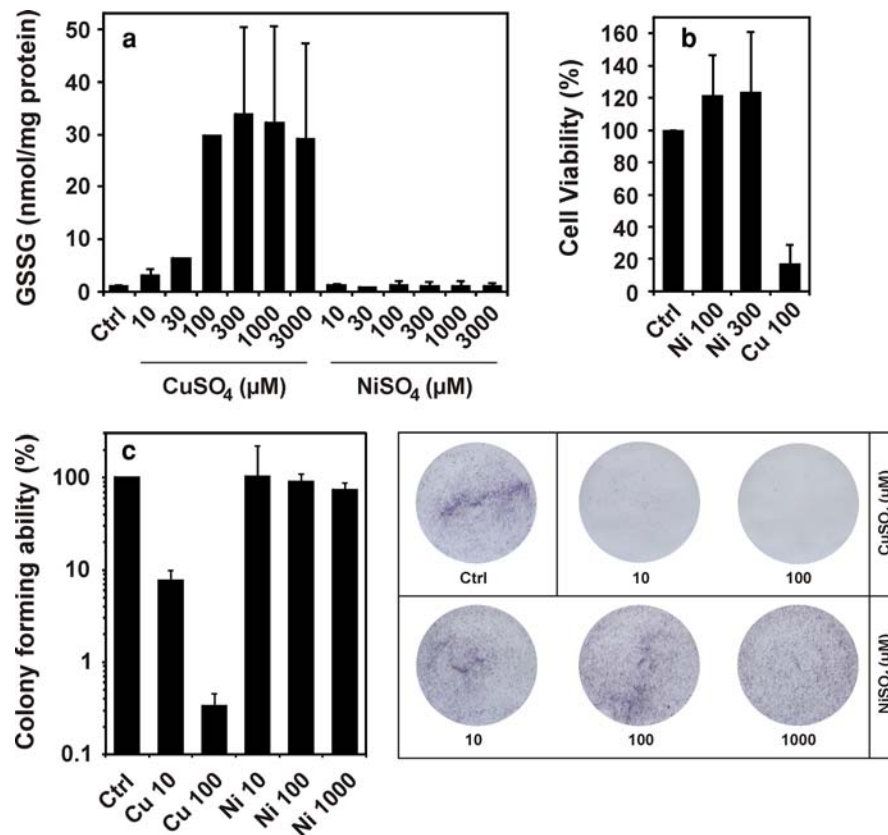 a
50
40
30
20
10
0
GSSG (nmol/mg protein)
Ctrl 10 30 100 300 1000 3000 10 30 100 300 1000 3000
CuSO₄ (µM) NiSO₄ (µM)
b
160
140
120
100
80
60
40
20
0
Cell Viability (%)
Ctrl Ni 100 Ni 300 Cu 100
c
100
10
1
0.1
Colony forming ability (%)
Ctrl Cu 10 Cu 100 Ni 10 Ni 100 Ni 1000
Ctrl 10 100
CuSO₄ (µM)
10 100 1000
NiSO₄ (µM)